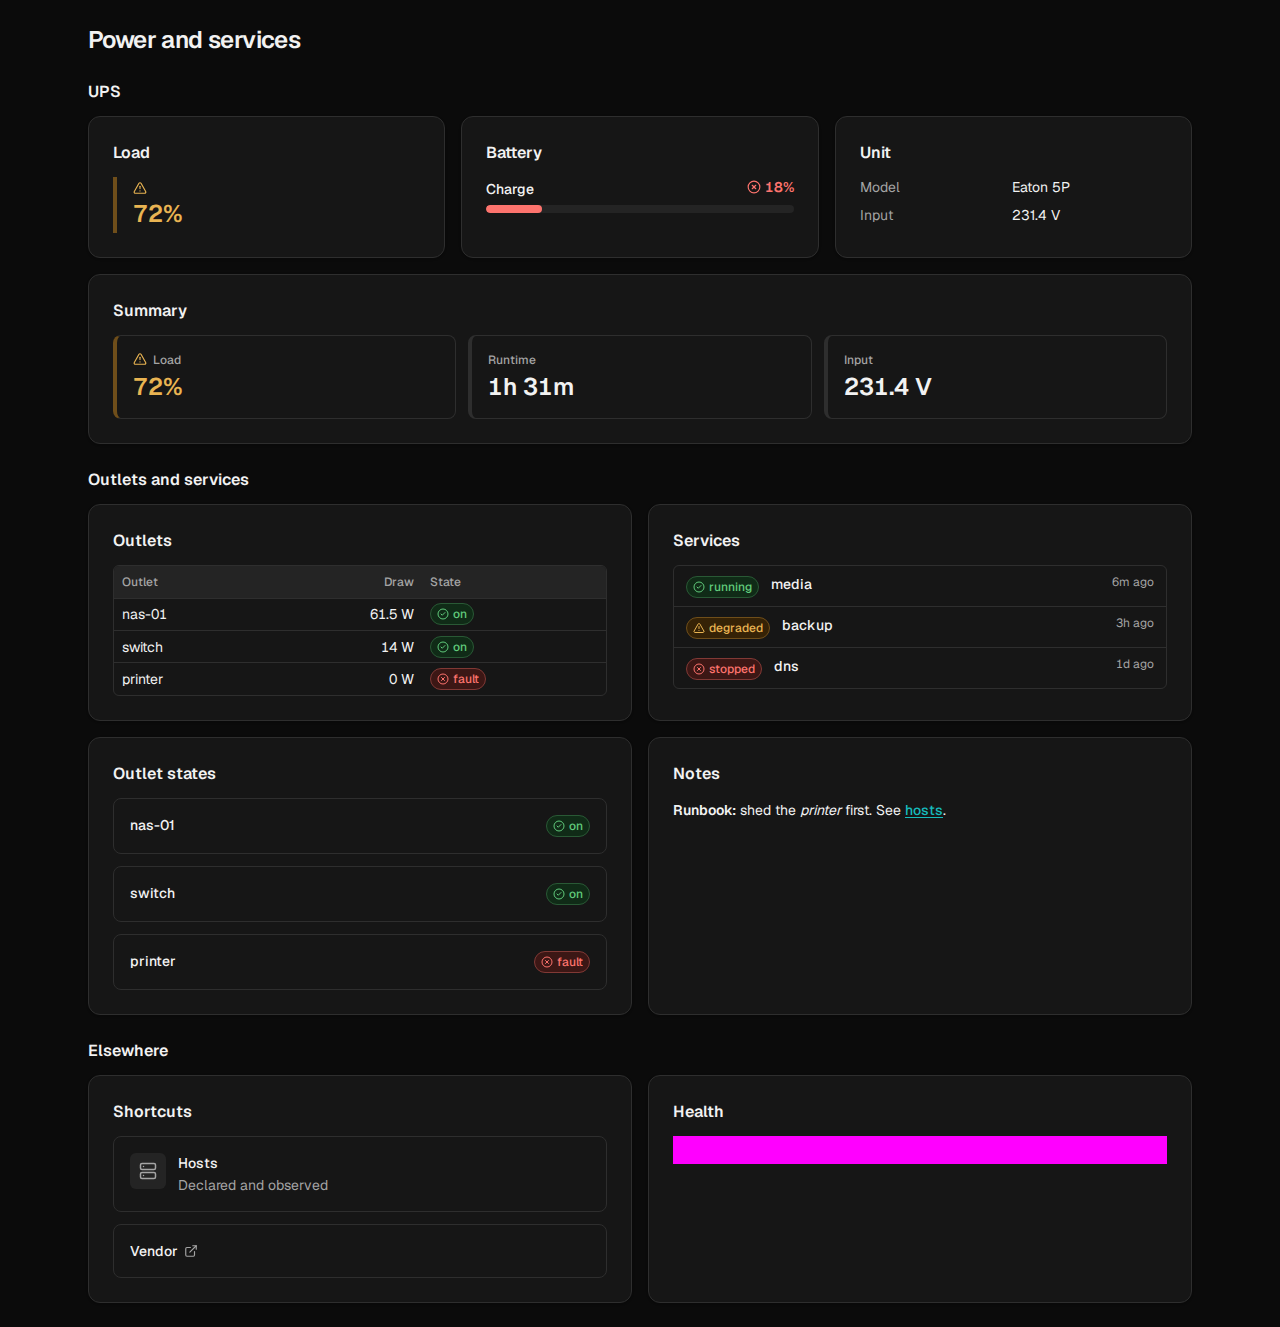 Power and services
UPS
Load
72%
Battery
Charge
18%
Unit
Model
Eaton 5P
Input
231.4 V
Summary
Load
72%
Runtime
1h 31m
Input
231.4 V
Outlets and services
Outlets
Outlet Draw State
nas-01 61.5 W on
switch 14 W on
printer 0 W fault
Services
running media 6m ago
degraded backup 3h ago
stopped dns 1d ago
Outlet states
nas-01 on
switch on
printer fault
Notes
Runbook: shed the printer first. See hosts.
Elsewhere
Shortcuts
Hosts
Declared and observed
Vendor
Health